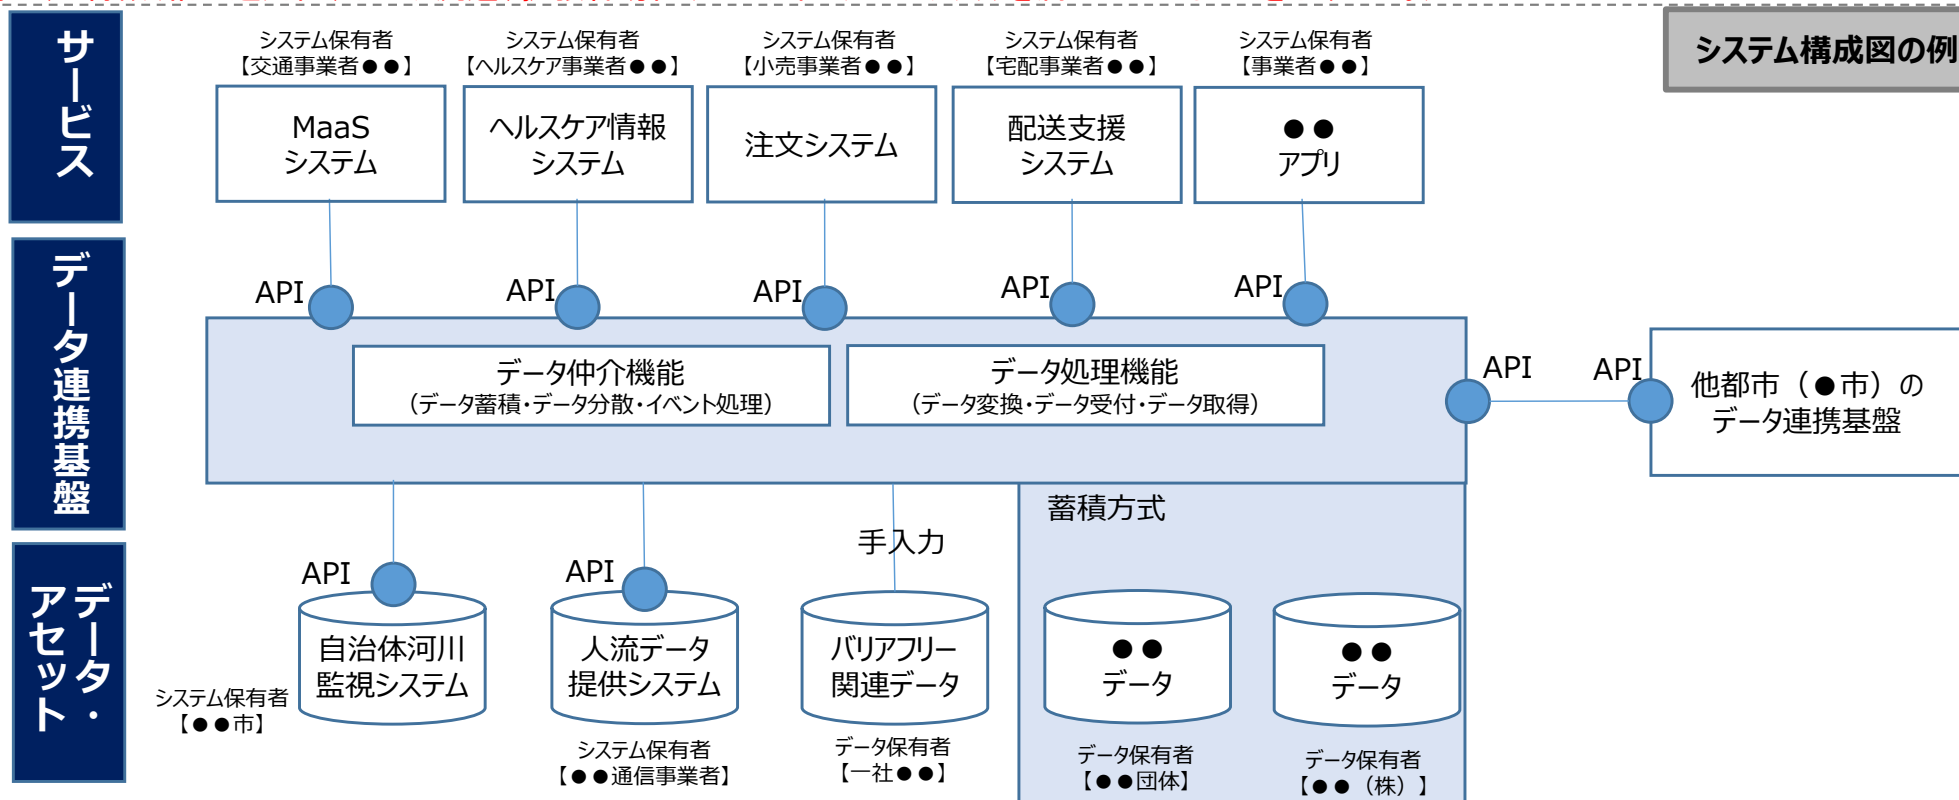 システム構成図の例
サービス
システム保有者
【交通事業者●●】
システム保有者
【ヘルスケア事業者●●】
システム保有者
【小売事業者●●】
システム保有者
【宅配事業者●●】
システム保有者
【事業者●●】
MaaS
システム
ヘルスケア情報
システム
注文システム
配送支援
システム
●●
アプリ
データ連携基盤
API
API
API
API
API
データ仲介機能
（データ蓄積・データ分散・イベント処理）
データ処理機能
（データ変換・データ受付・データ取得）
API
API
他都市（●市）の
データ連携基盤
蓄積方式
手入力
データ・
アセット
API
API
自治体河川
監視システム
人流データ
提供システム
バリアフリー
関連データ
●●
データ
●●
データ
システム保有者
【●●市】
システム保有者
【●●通信事業者】
データ保有者
【一社●●】
データ保有者
【●●団体】
データ保有者
【●●（株）】